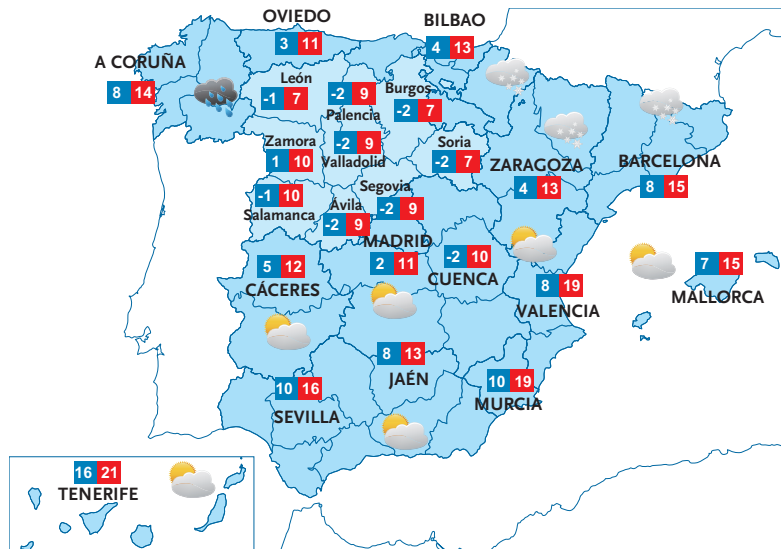 OVIEDO
3 11
BILBAO
4 13
A CORUÑA
8 14
León
-1 7
-2 9
Palencia
Burgos
-2 7
Zamora
1 10
-2 9
Valladolid
Soria
-2 7
ZARAGOZA
4 13
BARCELONA
8 15
-1 10
Salamanca
Ávila
-2 9
Segovia
-2 9
MADRID
2 11
-2 10
CUENCA
5 12
CÁCERES
8 19
VALENCIA
7 15
MALLORCA
8 13
JAÉN
10 16
SEVILLA
10 19
MURCIA
16 21
TENERIFE